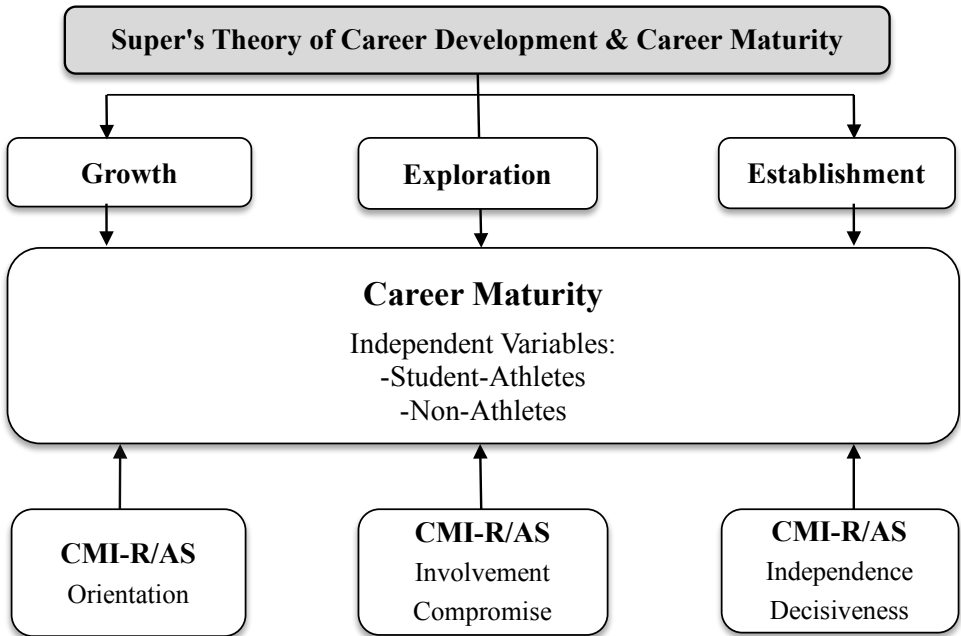 Super's Theory of Career Development & Career Maturity
Growth
Exploration
Establishment
Career Maturity
Independent Variables:
-Student-Athletes
-Non-Athletes
CMI-R/AS
Orientation
CMI-R/AS
Involvement
Compromise
CMI-R/AS
Independence
Decisiveness